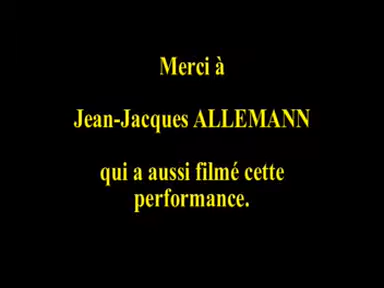 Merci à
Jean-Jacques ALLEMANN
qui a aussi filmé cette
performance.